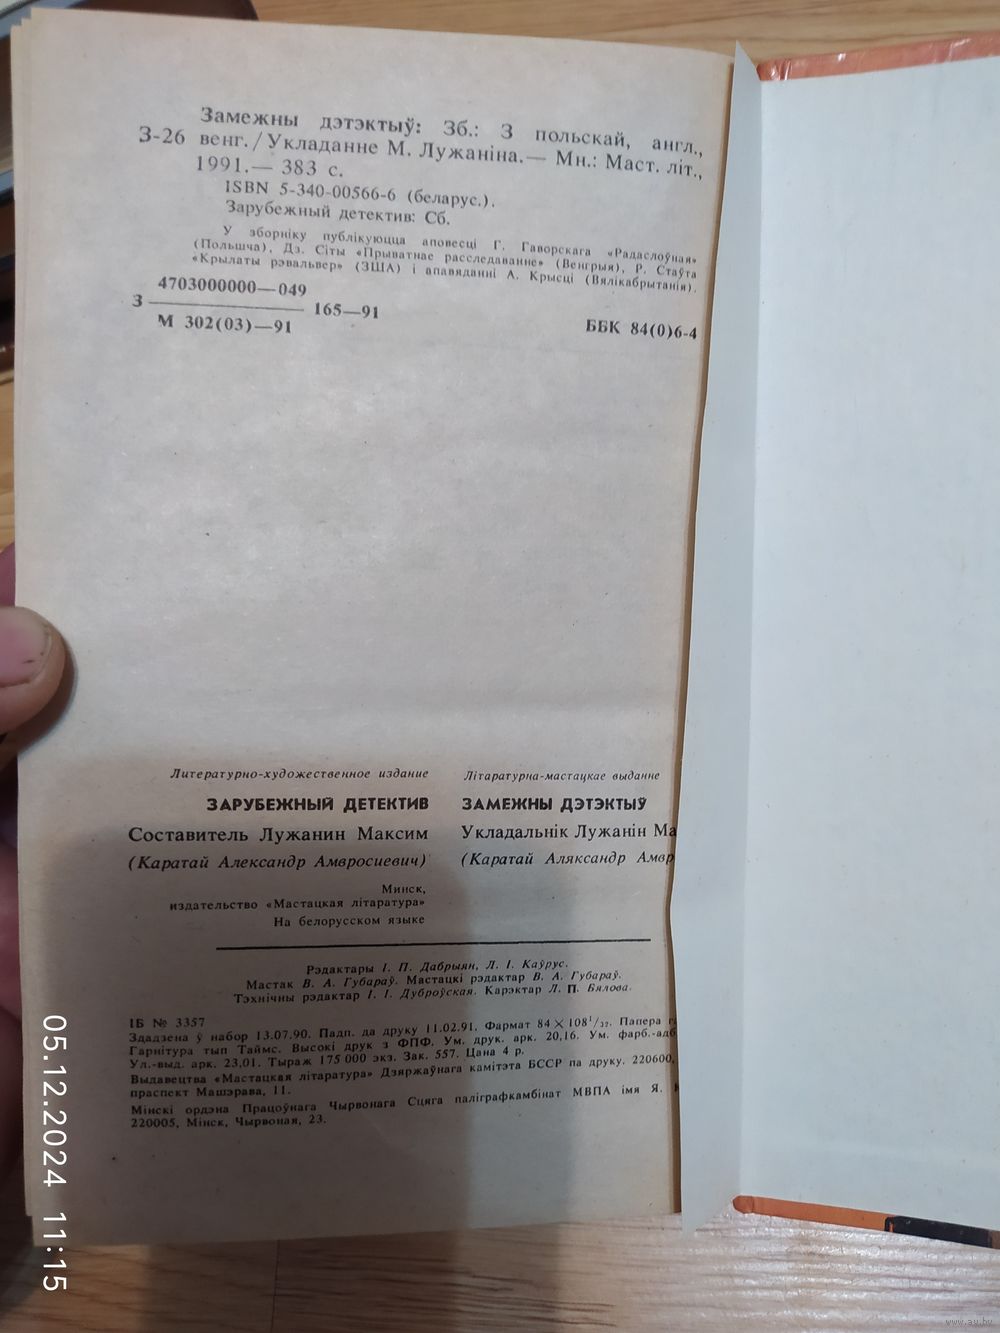 Замежны дэтэктыў: Зб.: З польскай, англ.,
З-26 венг. / Укладанне М. Лужаніна. — Мн.: Маст. літ.,
1991.— 383 с.
ISBN 5-340-00566-6 (беларус.).
Зарубежный детектив: Сб.
У зборніку публікуюцца аповесці Г. Гаворскага «Радаслоўная»
(Польшча), Дз. Сіты «Прыватнае расследаванне» (Венгрыя), Р. Стаўта
«Крылаты рэвальвер» (ЗША) і апавяданні А. Крысці (Вялікабрытанія).
4703000000—049
З 165—91
М 302(03)—91
ББК 84(0)6-4
Литературно-художественное издание
ЗАРУБЕЖНЫЙ ДЕТЕКТИВ
Составитель Лужанин Максим
(Каратай Александр Амвросиевич)
Минск,
издательство «Мастацкая літаратура»
На белорусском языке
Літаратурна-мастацкае выданне
ЗАМЕЖНЫ ДЭТЭКТЫЎ
Укладальнік Лужанін Ма
(Каратай Аляксандр Амвр
Рэдактары І. П. Дабрыян, Л. І. Каўрус.
Мастак В. А. Губараў. Мастацкі рэдактар В. А. Губараў.
Тэхнічны рэдактар І. І. Дуброўская. Карэктар Л. П. Бялова.
ІБ № 3357
Здадзена ў набор 13.07.90. Падп. да друку 11.02.91. Фармат 84×108¹/₃₂. Папера
Гарнітура тып Таймс. Высокі друк з ФПФ. Ум. друк. арк. 20,16. Ум. фарб.-адб
Ул.-выд. арк. 23,01. Тыраж 175 000 экз. Зак. 557. Цана 4 р.
Выдавецтва «Мастацкая літаратура» Дзяржаўнага камітэта БССР па друку. 220600,
праспект Машэрава, 11.
Мінскі ордэна Працоўнага Чырвонага Сцяга паліграфкамбінат МВПА імя Я.
220005, Мінск, Чырвоная, 23.
05.12.2024 11:15
www.au.by